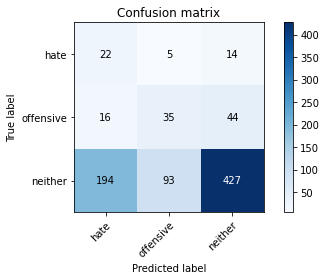 Confusion matrix
True label
hate 22 5 14
offensive 16 35 44
neither 194 93 427
hate offensive neither
Predicted label
400
350
300
250
200
150
100
50